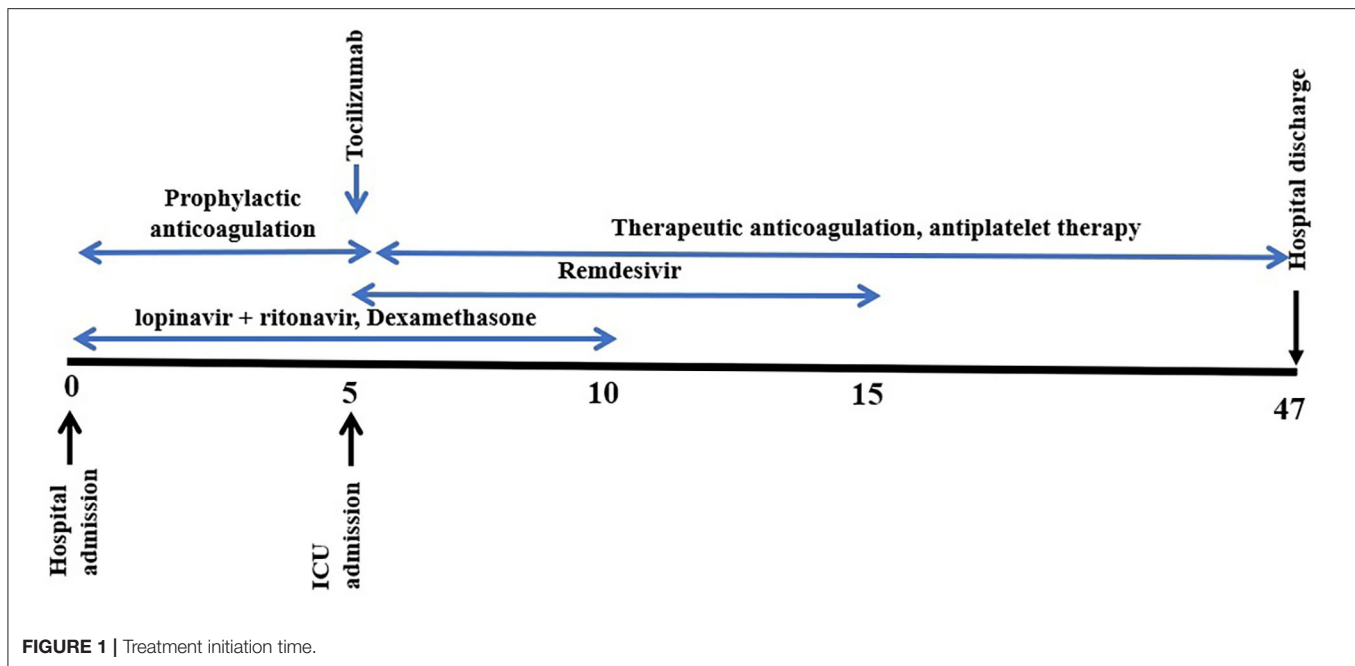 Tocilizumab
Prophylactic
anticoagulation
Therapeutic anticoagulation, antiplatelet therapy
Remdesivir
lopinavir + ritonavir, Dexamethasone
Hospital discharge
0
5
10
15
47
Hospital
admission
ICU
admission
FIGURE 1 | Treatment initiation time.